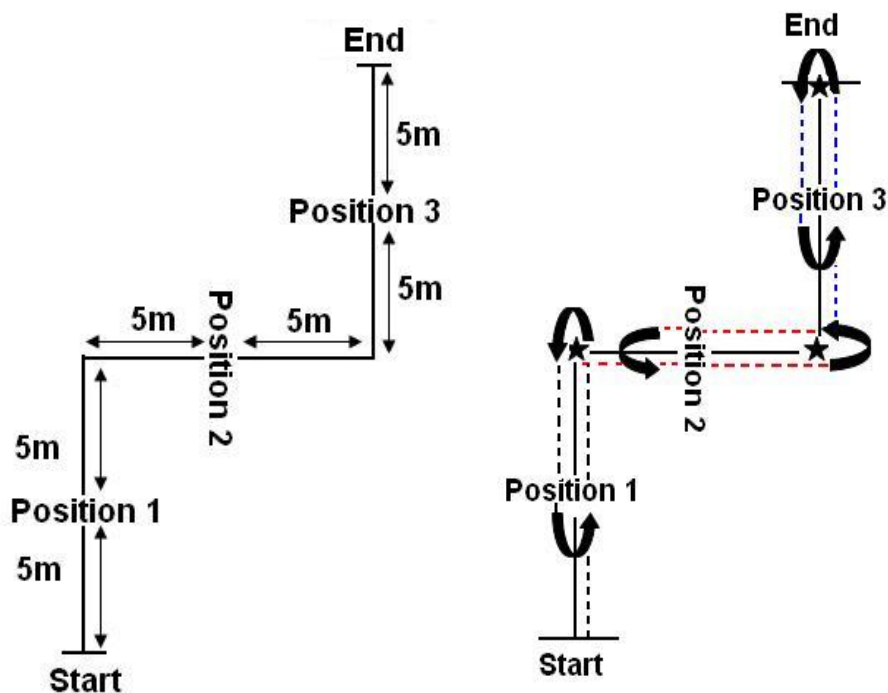 End
5m
Position 3
5m
5m
5m
Position 2
5m
Position 1
5m
Start
End
Position 3
Position 2
Position 1
Start